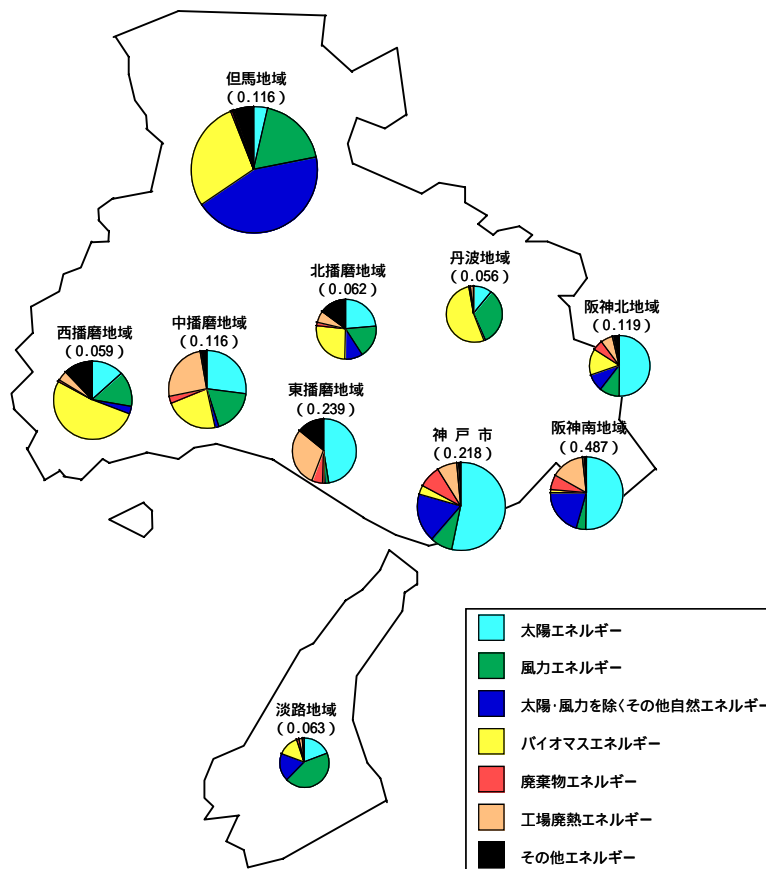 但馬地域
(0.116)
丹波地域
(0.056)
北播磨地域
(0.062)
阪神北地域
(0.119)
中播磨地域
(0.116)
西播磨地域
(0.059)
東播磨地域
(0.239)
神 戸 市
(0.218)
阪神南地域
(0.487)
淡路地域
(0.063)
太陽エネルギー
風力エネルギー
太陽・風力を除くその他自然エネルギー
バイオマスエネルギー
廃棄物エネルギー
工場廃熱エネルギー
その他エネルギー